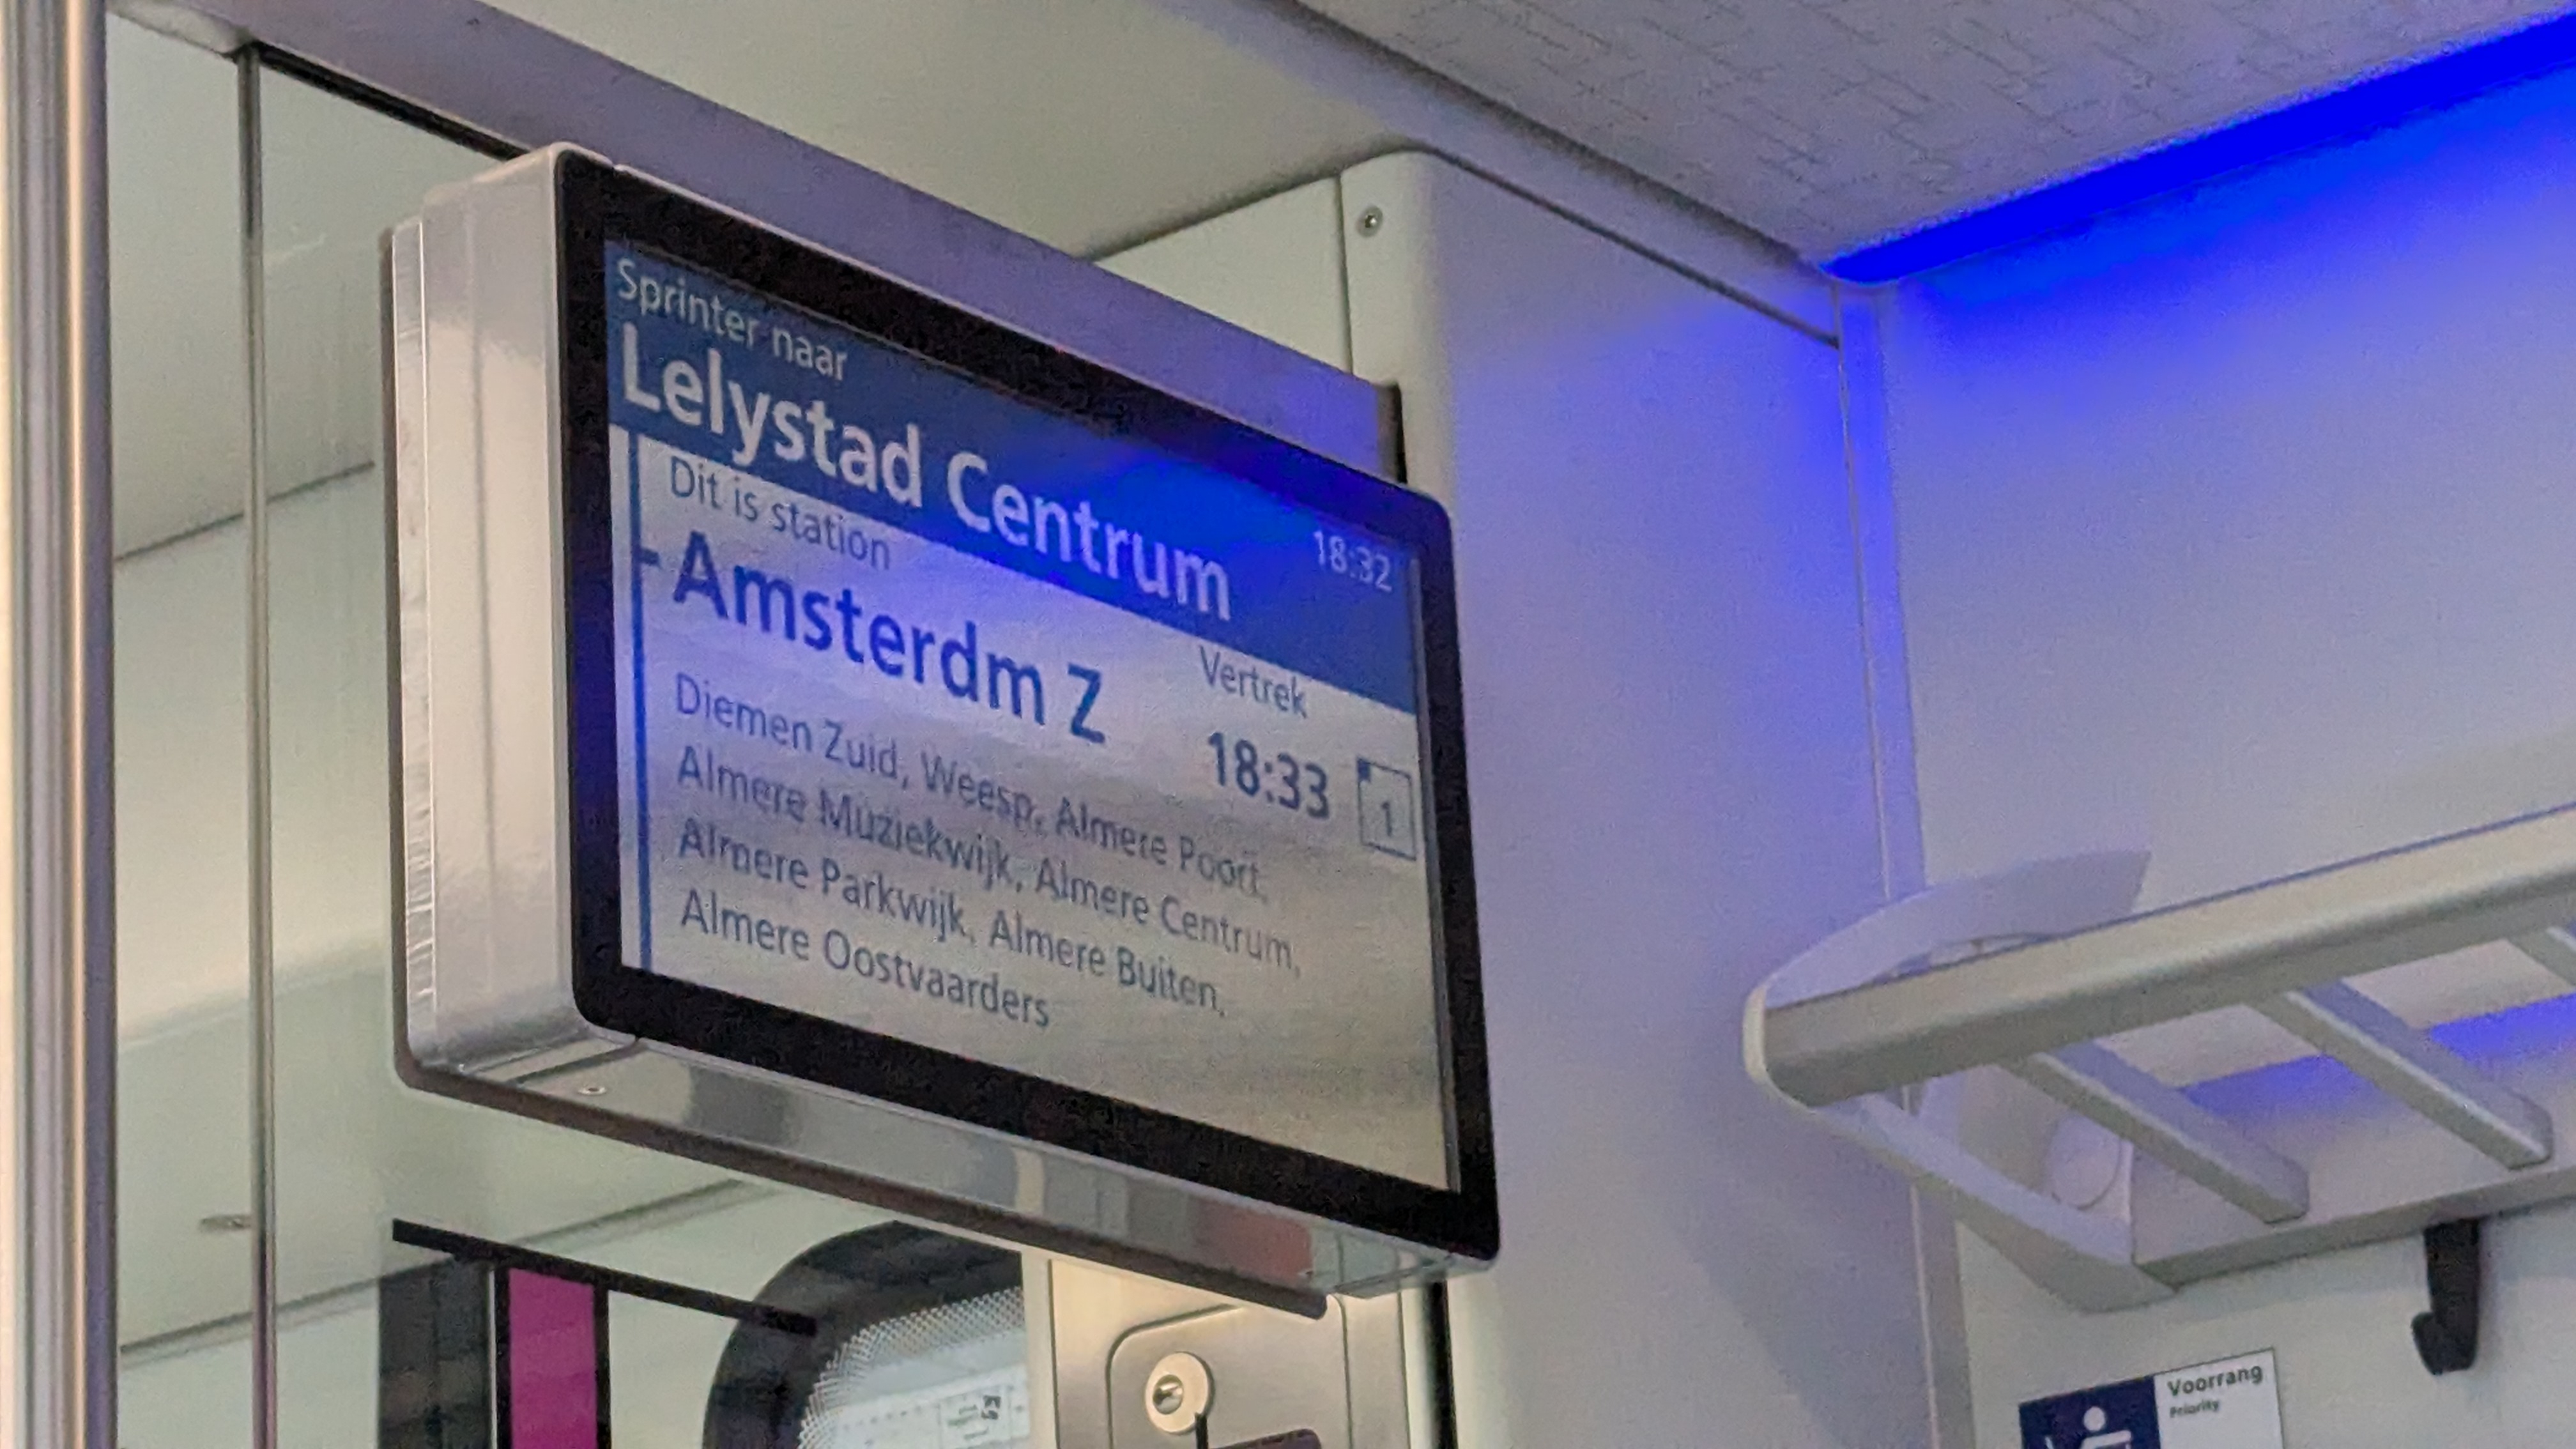 Sprinter naar
Lelystad Centrum
18:32
Dit is station
Amsterdm Z
Vertrek
18:33
1
Diemen Zuid, Weesp, Almere Poort,
Almere Muziekwijk, Almere Centrum,
Almere Parkwijk, Almere Buiten,
Almere Oostvaarders
Voorrang
Priority